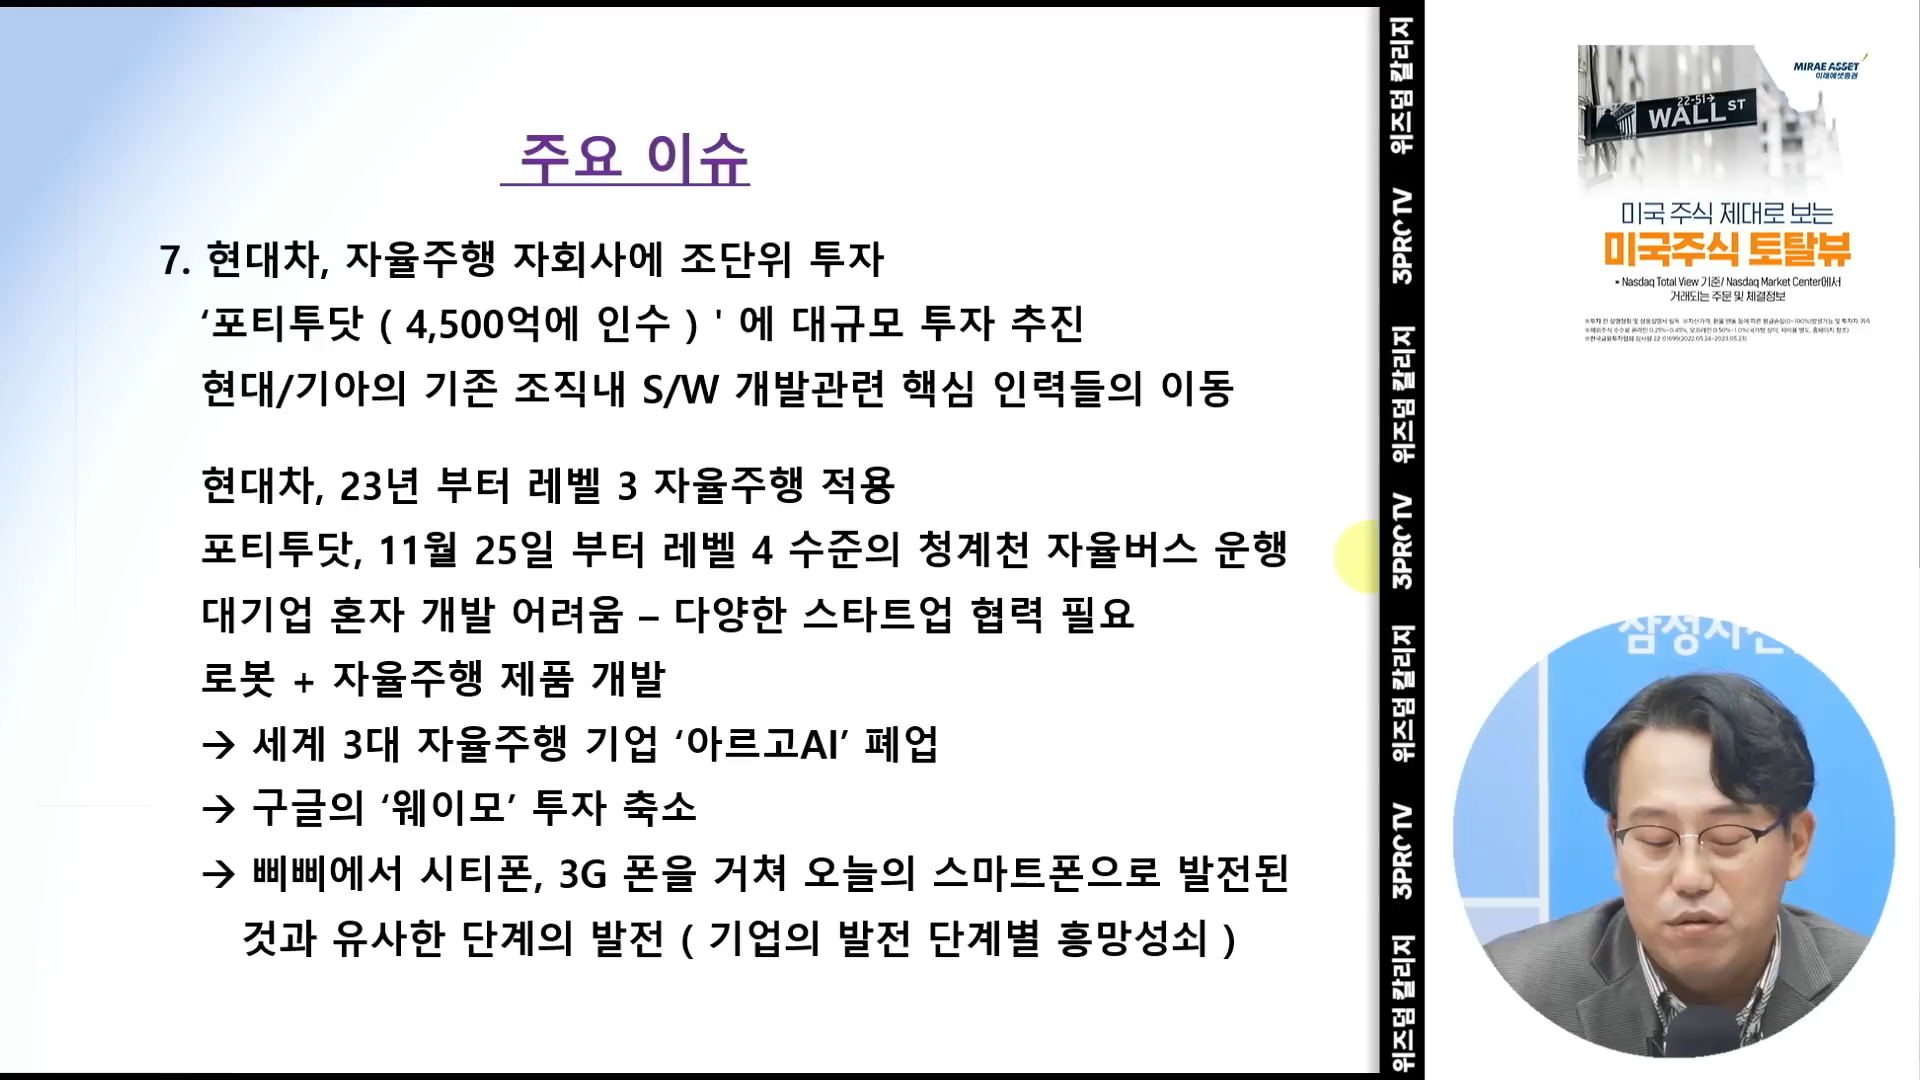 주요 이슈
7. 현대차, 자율주행 자회사에 조단위 투자
‘포티투닷 ( 4,500억에 인수 ) ' 에 대규모 투자 추진
현대/기아의 기존 조직내 S/W 개발관련 핵심 인력들의 이동
현대차, 23년 부터 레벨 3 자율주행 적용
포티투닷, 11월 25일 부터 레벨 4 수준의 청계천 자율버스 운행
대기업 혼자 개발 어려움 – 다양한 스타트업 협력 필요
로봇 + 자율주행 제품 개발
→ 세계 3대 자율주행 기업 ‘아르고AI’ 폐업
→ 구글의 ‘웨이모’ 투자 축소
→ 삐삐에서 시티폰, 3G 폰을 거쳐 오늘의 스마트폰으로 발전된
것과 유사한 단계의 발전 ( 기업의 발전 단계별 흥망성쇠 )
위즈덤 칼리지
3PROTV
위즈덤 칼리지
3PROTV
위즈덤 칼리지
3PROTV
위즈덤 칼리지
MIRAE ASSET
미래에셋증권
22-51→
WALL ST
미국 주식 제대로 보는
미국주식 토탈뷰
* Nasdaq Total View 기준/ Nasdaq Market Center에서
거래되는 주문 및 체결정보